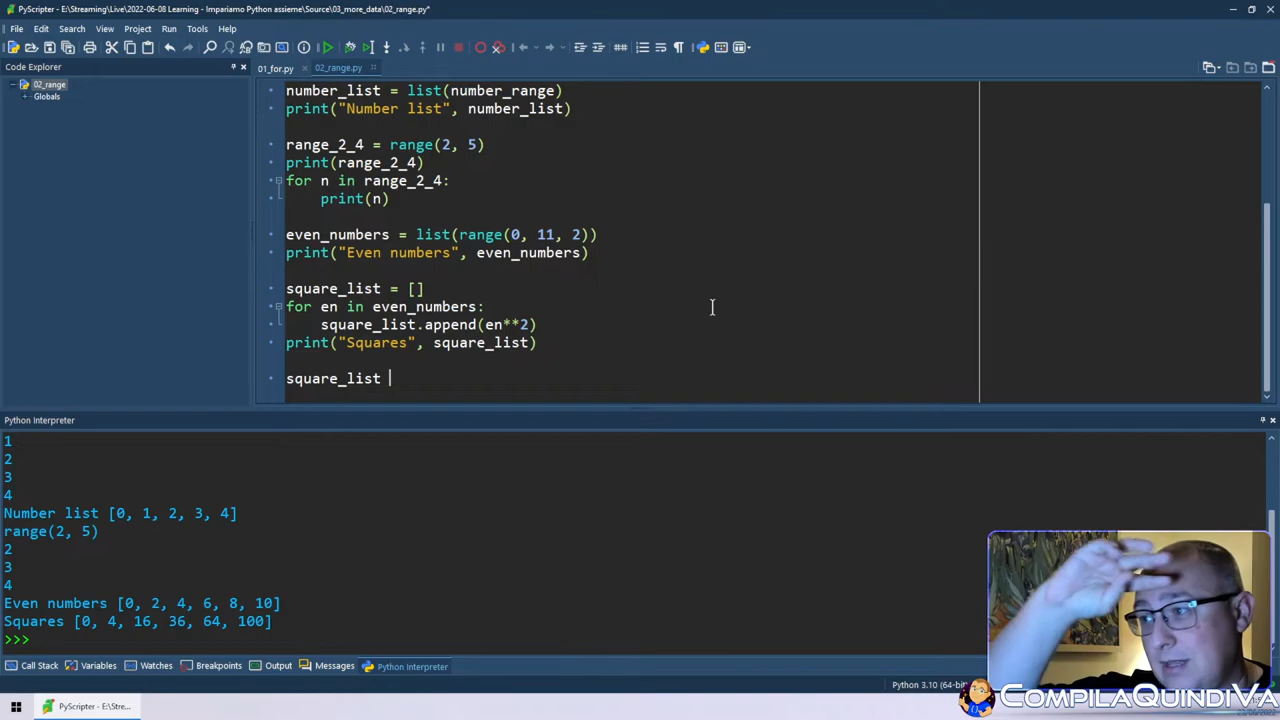 PyScripter - E:\Streaming\Live\2022-06-08 Learning - Impariamo Python assieme\Source\03_more_data\02_range.py*
File Edit Search View Project Run Tools Help
Code Explorer
01_for.py
02_range.py
02_range
Globals
number_list = list(number_range)
print("Number list", number_list)
range_2_4 = range(2, 5)
print(range_2_4)
for n in range_2_4:
print(n)
even_numbers = list(range(0, 11, 2))
print("Even numbers", even_numbers)
square_list = []
for en in even_numbers:
square_list.append(en**2)
print("Squares", square_list)
square_list
Python Interpreter
1
2
3
4
Number list [0, 1, 2, 3, 4]
range(2, 5)
2
3
4
Even numbers [0, 2, 4, 6, 8, 10]
Squares [0, 4, 16, 36, 64, 100]
>>>
Call Stack Variables Watches Breakpoints Output Messages Python Interpreter
Python 3.10 (64-bit)
COMPILAQUINDIVA
PyScripter - E:\Stre...